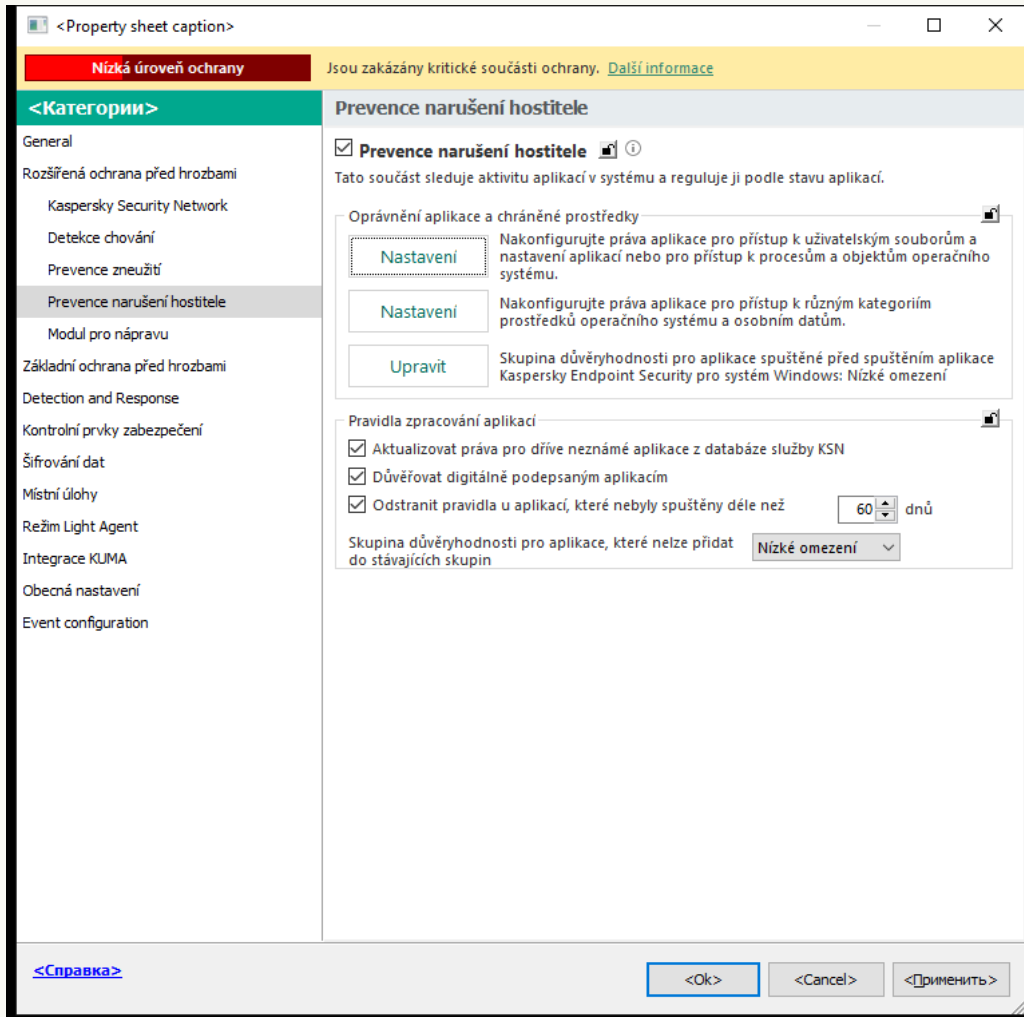 <Property sheet caption>
Nízká úroveň ochrany
Jsou zakázány kritické součásti ochrany. Další informace
<Категории>
General
Rozšířená ochrana před hrozbami
Kaspersky Security Network
Detekce chování
Prevence zneužití
Prevence narušení hostitele
Modul pro nápravu
Základní ochrana před hrozbami
Detection and Response
Kontrolní prvky zabezpečení
Šifrování dat
Místní úlohy
Režim Light Agent
Integrace KUMA
Obecná nastavení
Event configuration
Prevence narušení hostitele
Prevence narušení hostitele
Tato součást sleduje aktivitu aplikací v systému a reguluje ji podle stavu aplikací.
Oprávnění aplikace a chráněné prostředky
Nastavení
Nakonfigurujte práva aplikace pro přístup k uživatelským souborům a
nastavení aplikací nebo pro přístup k procesům a objektům operačního
systému.
Nastavení
Nakonfigurujte práva aplikace pro přístup k různým kategoriím
prostředků operačního systému a osobním datům.
Upravit
Skupina důvěryhodnosti pro aplikace spuštěné před spuštěním aplikace
Kaspersky Endpoint Security pro systém Windows: Nízké omezení
Pravidla zpracování aplikací
Aktualizovat práva pro dříve neznámé aplikace z databáze služby KSN
Důvěřovat digitálně podepsaným aplikacím
Odstranit pravidla u aplikací, které nebyly spuštěny déle než 60 dnů
Skupina důvěryhodnosti pro aplikace, které nelze přidat
do stávajících skupin
Nízké omezení
<Справка>
<Ok> <Cancel> <Применить>